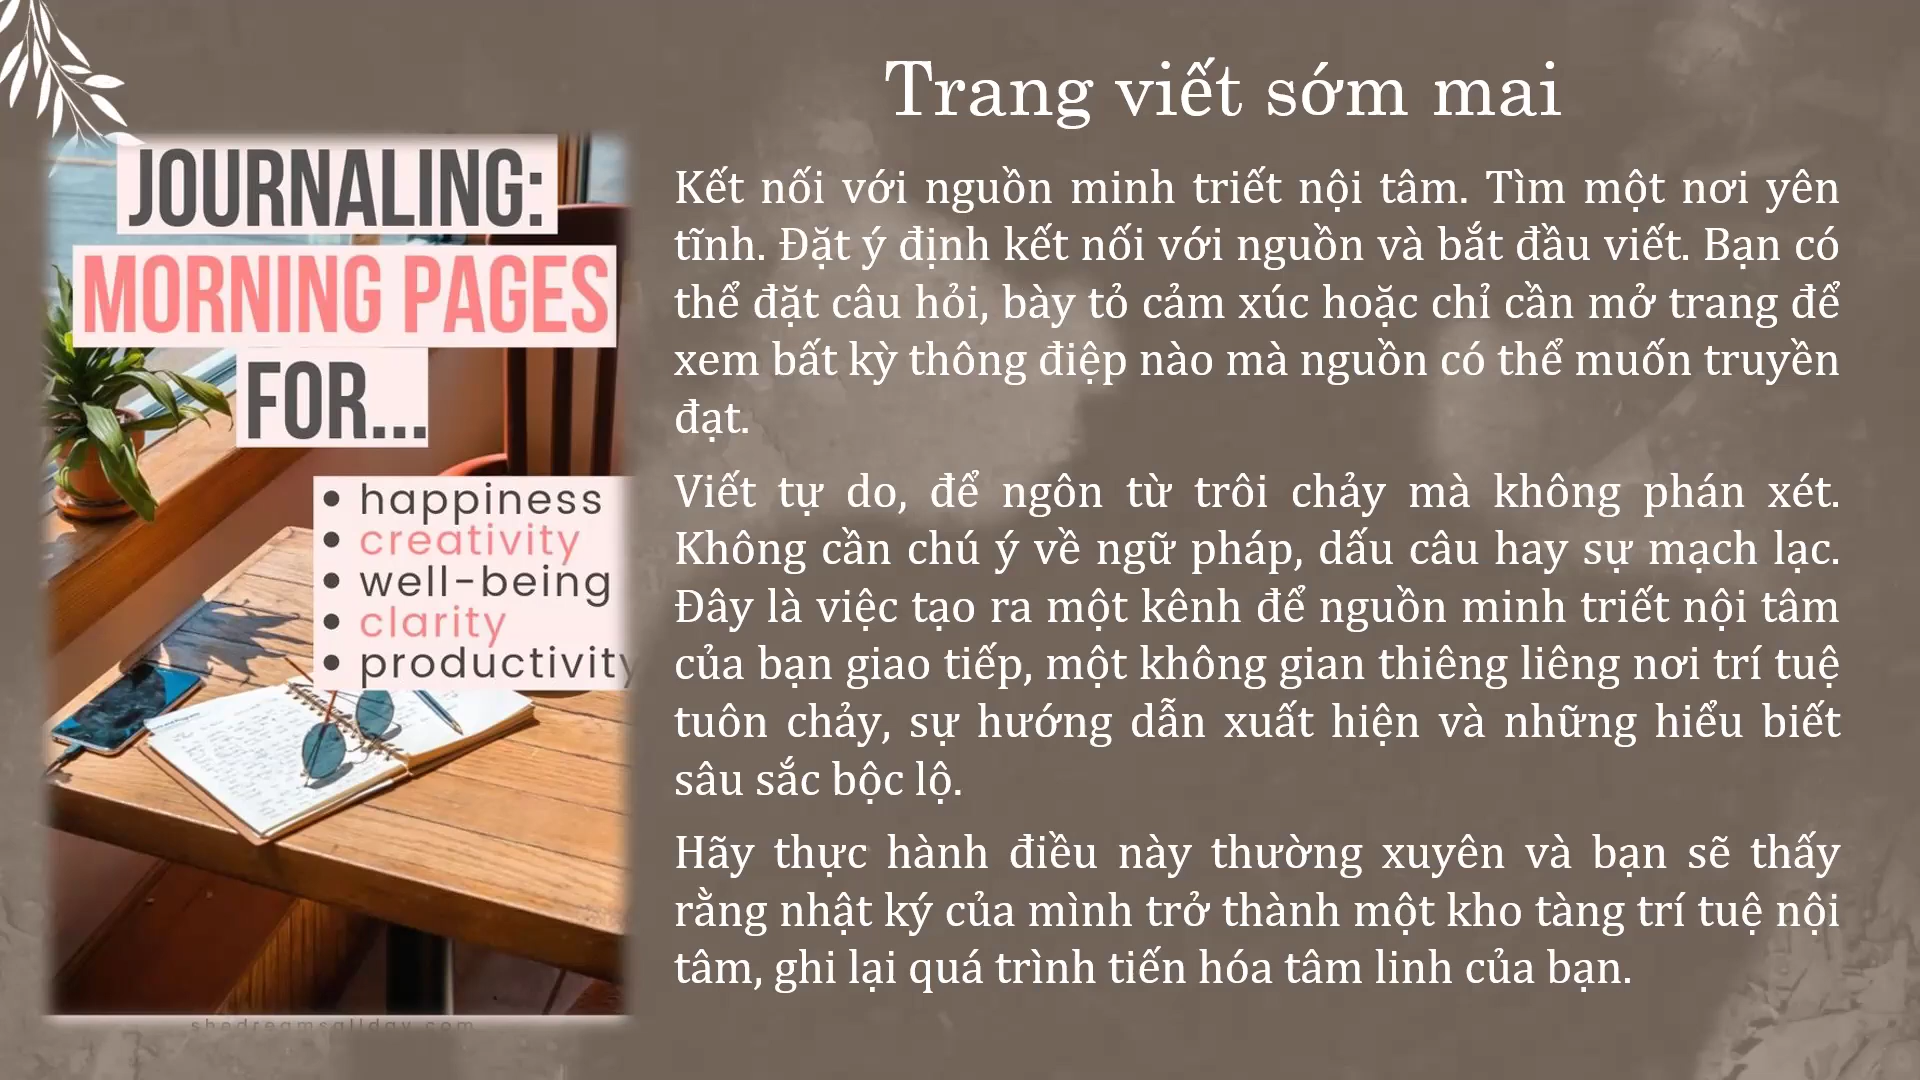 Trang viết sớm mai
JOURNALING:
MORNING PAGES
FOR...
• happiness
• creativity
• well-being
• clarity
• productivity
shedreamsallday.com
Kết nối với nguồn minh triết nội tâm. Tìm một nơi yên
tĩnh. Đặt ý định kết nối với nguồn và bắt đầu viết. Bạn có
thể đặt câu hỏi, bày tỏ cảm xúc hoặc chỉ cần mở trang để
xem bất kỳ thông điệp nào mà nguồn có thể muốn truyền
đạt.
Viết tự do, để ngôn từ trôi chảy mà không phán xét.
Không cần chú ý về ngữ pháp, dấu câu hay sự mạch lạc.
Đây là việc tạo ra một kênh để nguồn minh triết nội tâm
của bạn giao tiếp, một không gian thiêng liêng nơi trí tuệ
tuôn chảy, sự hướng dẫn xuất hiện và những hiểu biết
sâu sắc bộc lộ.
Hãy thực hành điều này thường xuyên và bạn sẽ thấy
rằng nhật ký của mình trở thành một kho tàng trí tuệ nội
tâm, ghi lại quá trình tiến hóa tâm linh của bạn.